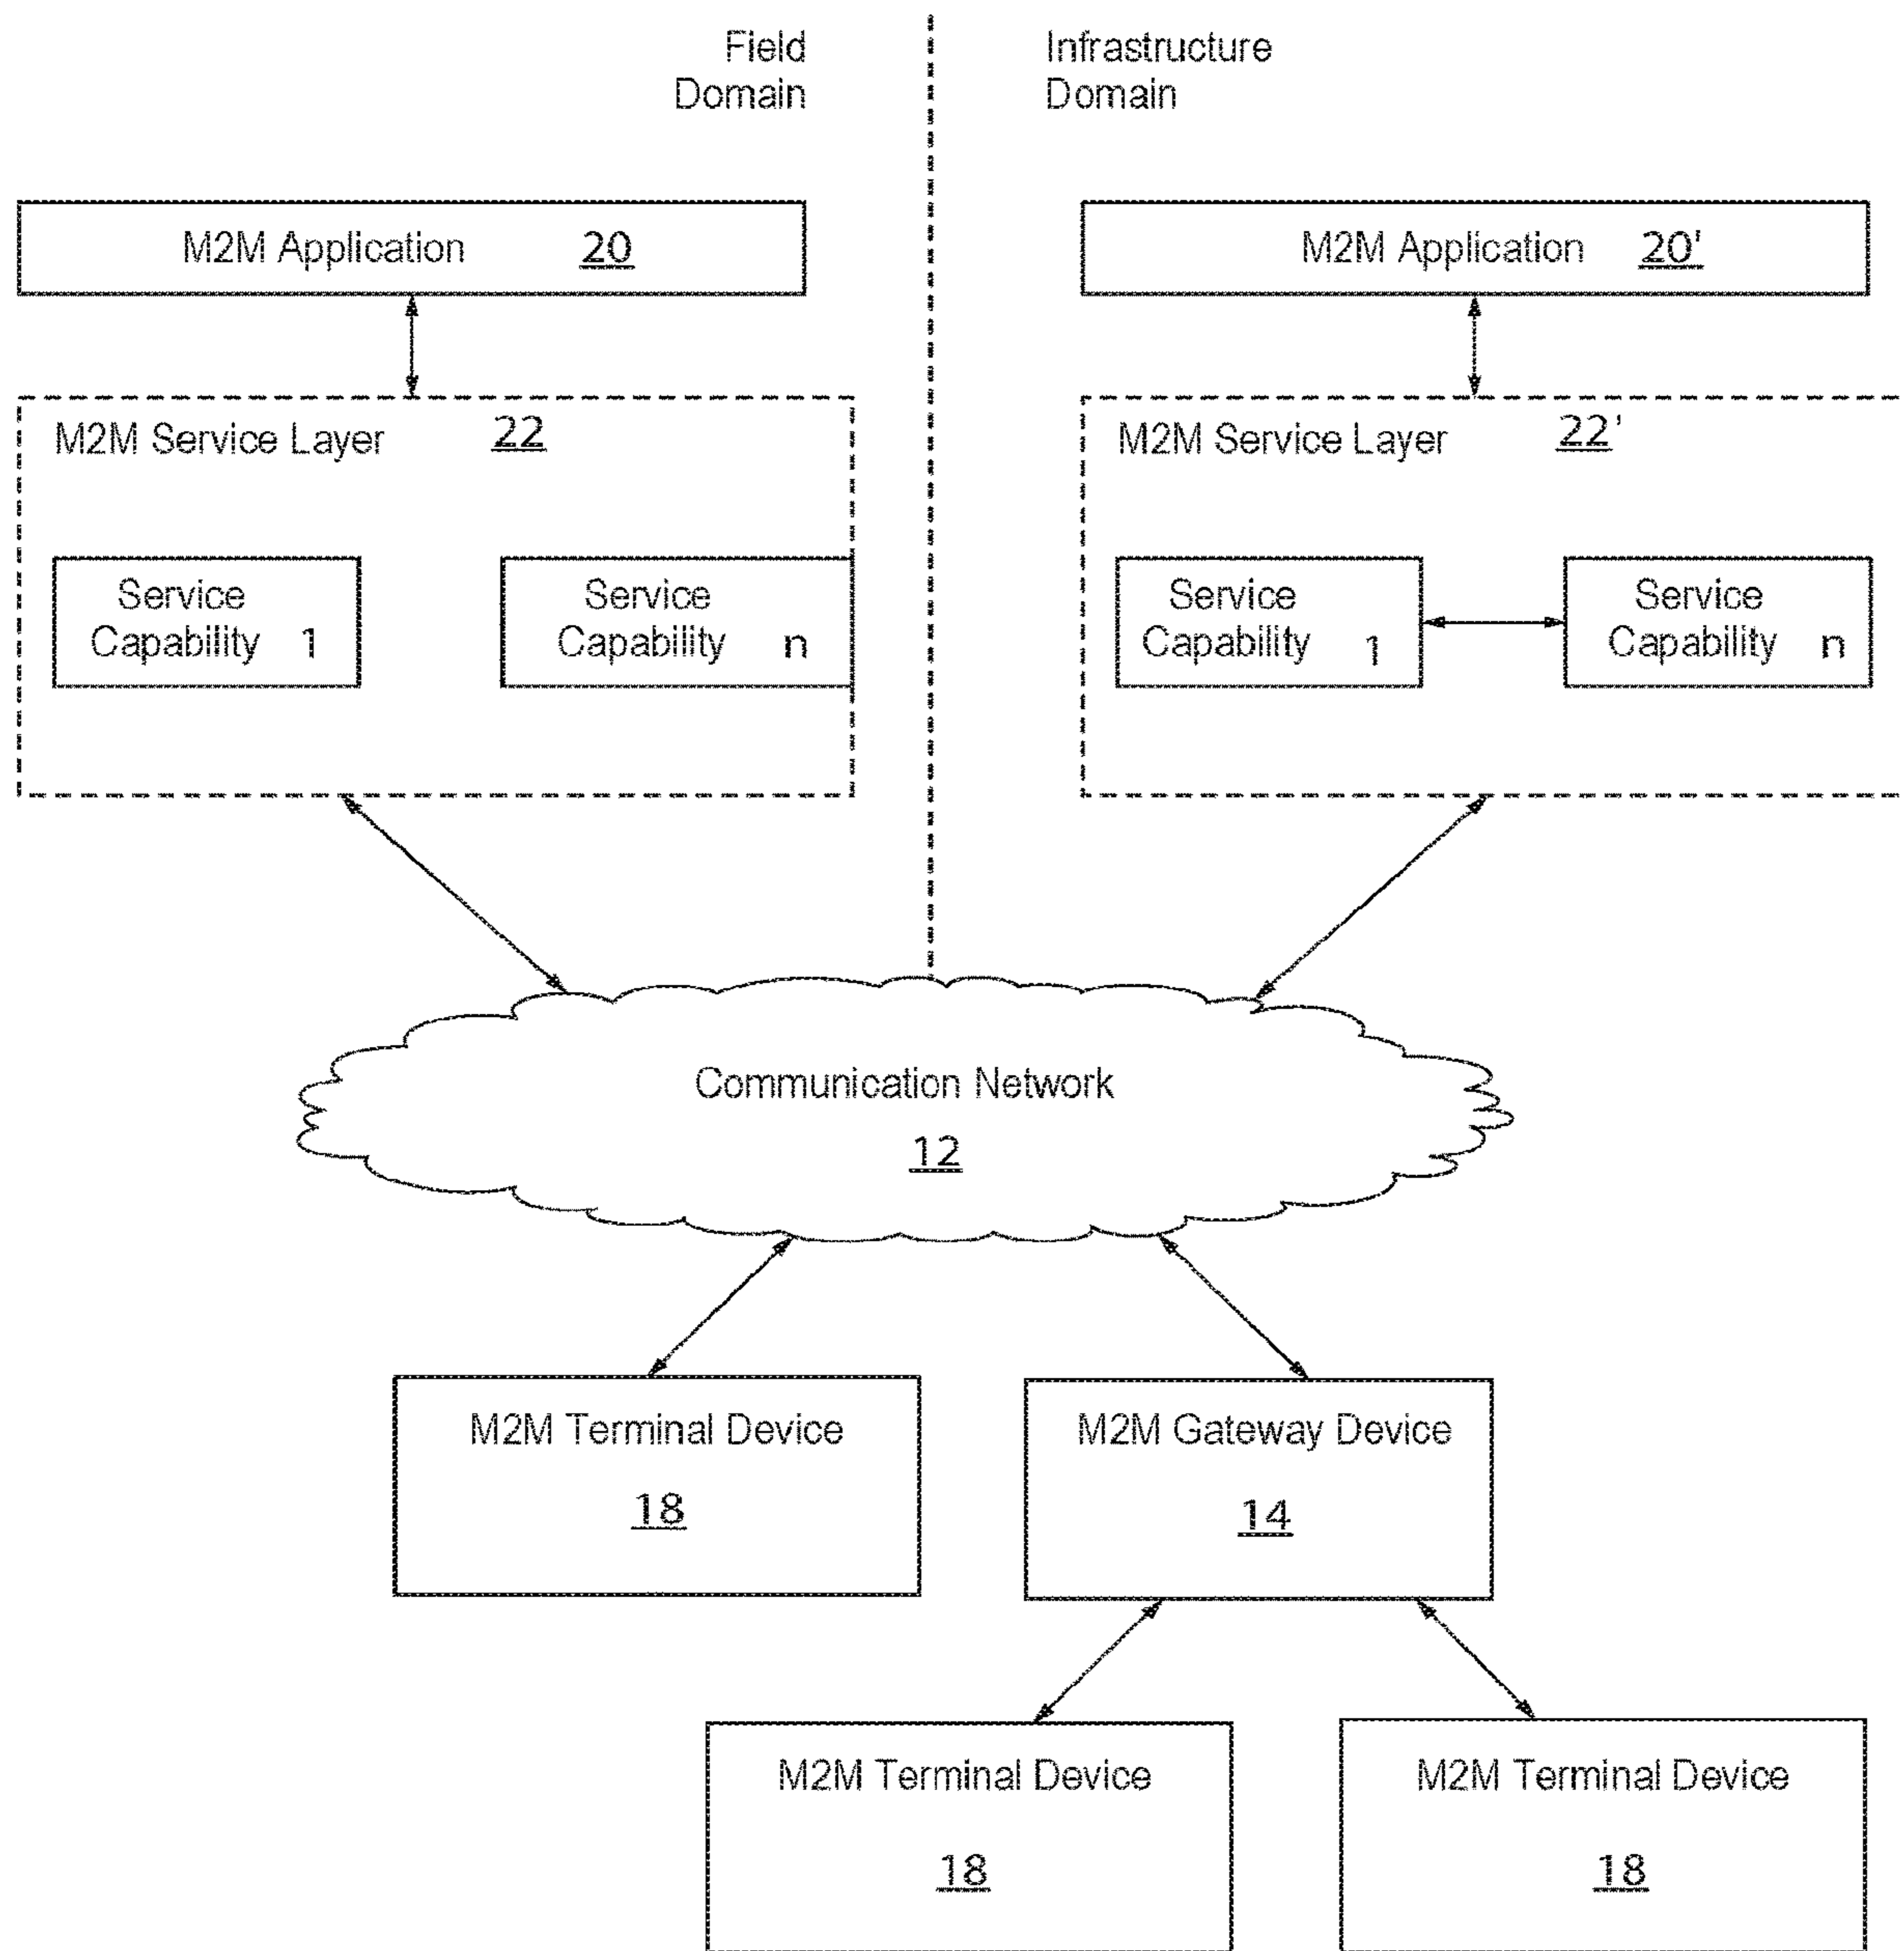 Field
Domain
Infrastructure
Domain
M2M Application 20
M2M Application 20'
M2M Service Layer 22
Service
Capability 1
Service
Capability n
M2M Service Layer 22'
Service
Capability 1
Service
Capability n
Communication Network
12
M2M Terminal Device
18
M2M Gateway Device
14
M2M Terminal Device
18
M2M Terminal Device
18